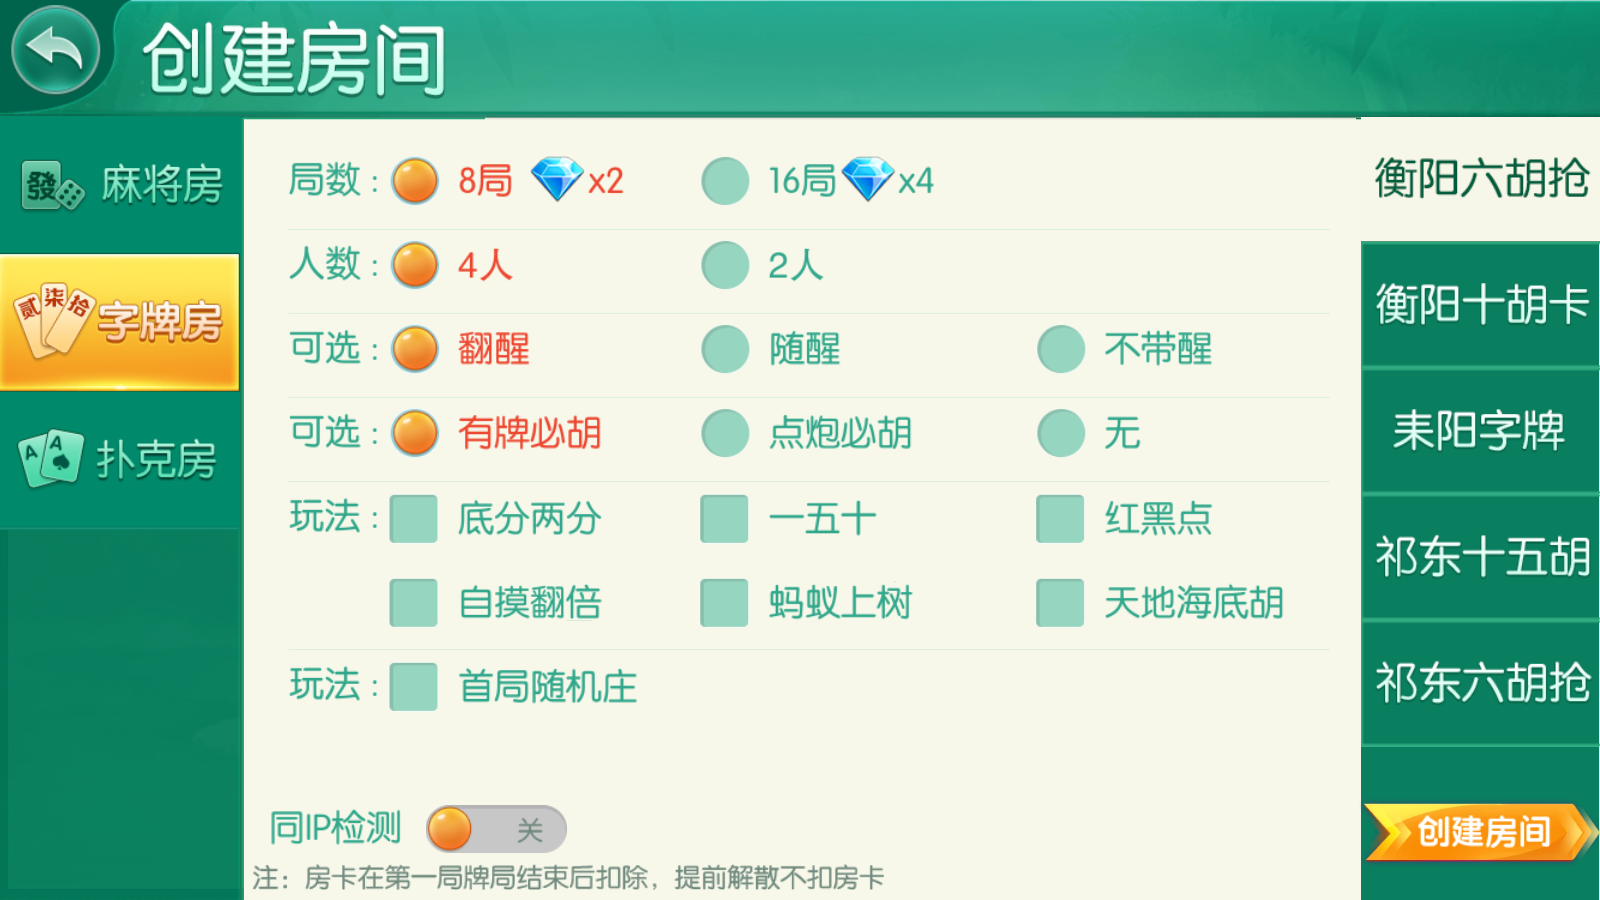 创建房间
發 麻将房
贰 柒 拾 字牌房
A A 扑克房
局数: 8局 x2 16局 x4
人数: 4人 2人
可选: 翻醒 随醒 不带醒
可选: 有牌必胡 点炮必胡 无
玩法: 底分两分 一五十 红黑点
自摸翻倍 蚂蚁上树 天地海底胡
玩法: 首局随机庄
同IP检测 关
注：房卡在第一局牌局结束后扣除，提前解散不扣房卡
衡阳六胡抢
衡阳十胡卡
耒阳字牌
祁东十五胡
祁东六胡抢
创建房间